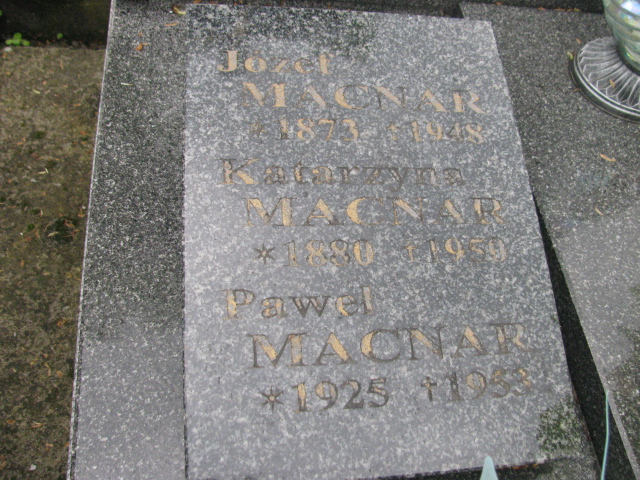 Józef
MACNAR
* 1873 † 1948
Katarzyna
MACNAR
* 1880 † 1959
Paweł
MACNAR
* 1925 † 1953